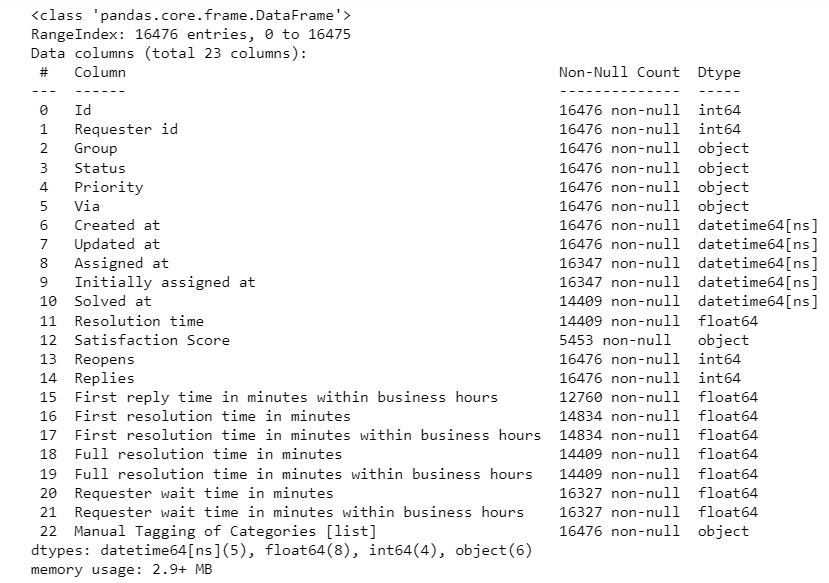 <class 'pandas.core.frame.DataFrame'>
RangeIndex: 16476 entries, 0 to 16475
Data columns (total 23 columns):
 #   Column                                              Non-Null Count  Dtype
---  ------                                              --------------  -----
 0   Id                                                  16476 non-null  int64
 1   Requester id                                        16476 non-null  int64
 2   Group                                               16476 non-null  object
 3   Status                                              16476 non-null  object
 4   Priority                                            16476 non-null  object
 5   Via                                                 16476 non-null  object
 6   Created at                                          16476 non-null  datetime64[ns]
 7   Updated at                                          16476 non-null  datetime64[ns]
 8   Assigned at                                         16347 non-null  datetime64[ns]
 9   Initially assigned at                               16347 non-null  datetime64[ns]
 10  Solved at                                           14409 non-null  datetime64[ns]
 11  Resolution time                                     14409 non-null  float64
 12  Satisfaction Score                                  5453 non-null   object
 13  Reopens                                             16476 non-null  int64
 14  Replies                                             16476 non-null  int64
 15  First reply time in minutes within business hours   12760 non-null  float64
 16  First resolution time in minutes                    14834 non-null  float64
 17  First resolution time in minutes within business hours  14834 non-null  float64
 18  Full resolution time in minutes                     14409 non-null  float64
 19  Full resolution time in minutes within business hours  14409 non-null  float64
 20  Requester wait time in minutes                      16327 non-null  float64
 21  Requester wait time in minutes within business hours  16327 non-null  float64
 22  Manual Tagging of Categories [list]                 16476 non-null  object
dtypes: datetime64[ns](5), float64(8), int64(4), object(6)
memory usage: 2.9+ MB